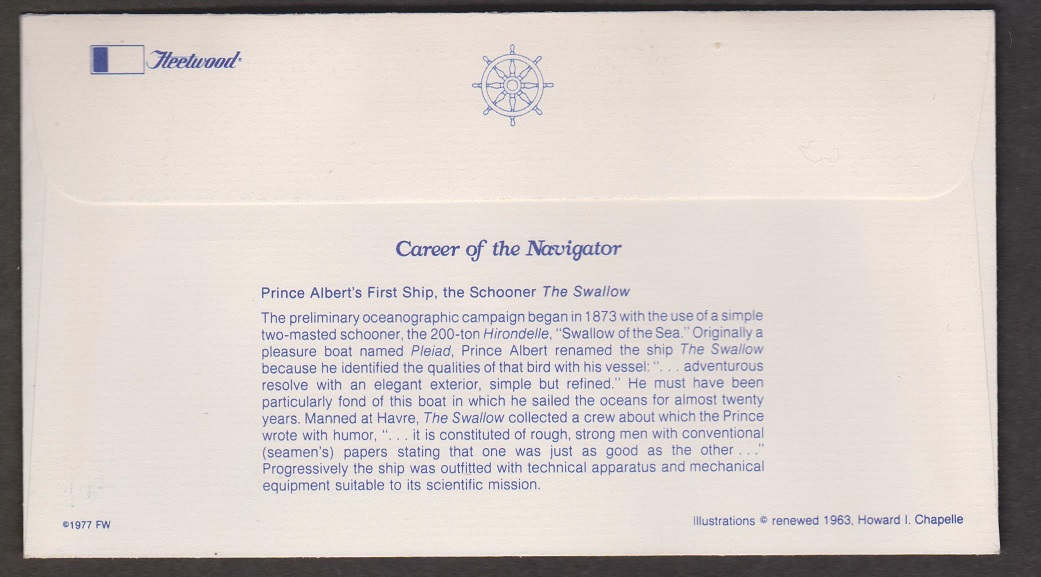 Fleetwood®
Career of the Navigator
Prince Albert's First Ship, the Schooner The Swallow
The preliminary oceanographic campaign began in 1873 with the use of a simple
two-masted schooner, the 200-ton Hirondelle, "Swallow of the Sea." Originally a
pleasure boat named Pleiad, Prince Albert renamed the ship The Swallow
because he identified the qualities of that bird with his vessel: ". . . adventurous
resolve with an elegant exterior, simple but refined." He must have been
particularly fond of this boat in which he sailed the oceans for almost twenty
years. Manned at Havre, The Swallow collected a crew about which the Prince
wrote with humor, ". . . it is constituted of rough, strong men with conventional
(seamen's) papers stating that one was just as good as the other . . ."
Progressively the ship was outfitted with technical apparatus and mechanical
equipment suitable to its scientific mission.
©1977 FW
Illustrations © renewed 1963, Howard I. Chapelle